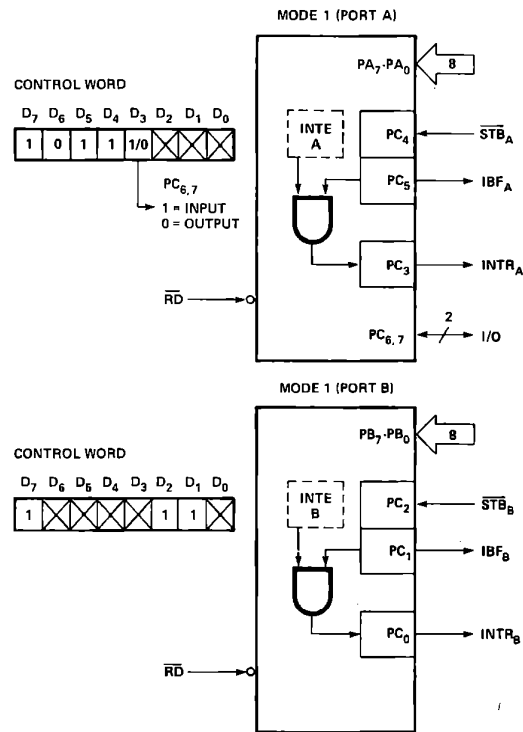 MODE 1 (PORT A)
PA7-PA0
8
CONTROL WORD
D7 D6 D5 D4 D3 D2 D1 D0
1 0 1 1 1/0
PC6,7
1 = INPUT
0 = OUTPUT
INTE
A
PC4
STBA
PC5
IBFA
PC3
INTRA
RD
2
PC6,7
I/O
MODE 1 (PORT B)
PB7-PB0
8
CONTROL WORD
D7 D6 D5 D4 D3 D2 D1 D0
1 1 1
INTE
B
PC2
STBB
PC1
IBFB
PC0
INTRB
RD